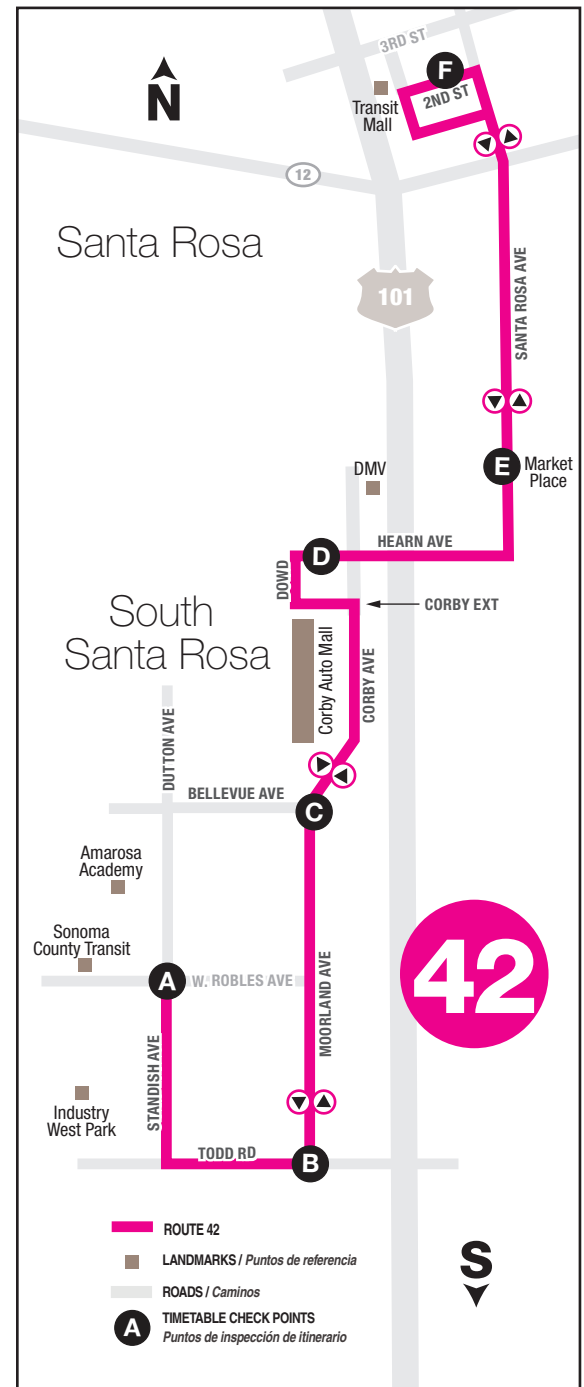 3RD ST
N
F
2ND ST
Transit
Mall
12
Santa Rosa
101
SANTA ROSA AVE
E
Market
Place
DMV
HEARN AVE
D
DOWD
CORBY EXT
South
Santa Rosa
Corby Auto Mall
CORBY AVE
DUTTON AVE
BELLEVUE AVE
C
Amarosa
Academy
Sonoma
County Transit
42
A
W. ROBLES AVE
MOORLAND AVE
STANDISH AVE
Industry
West Park
TODD RD
B
ROUTE 42
LANDMARKS / Puntos de referencia
S
ROADS / Caminos
A
TIMETABLE CHECK POINTS
Puntos de inspección de itinerario